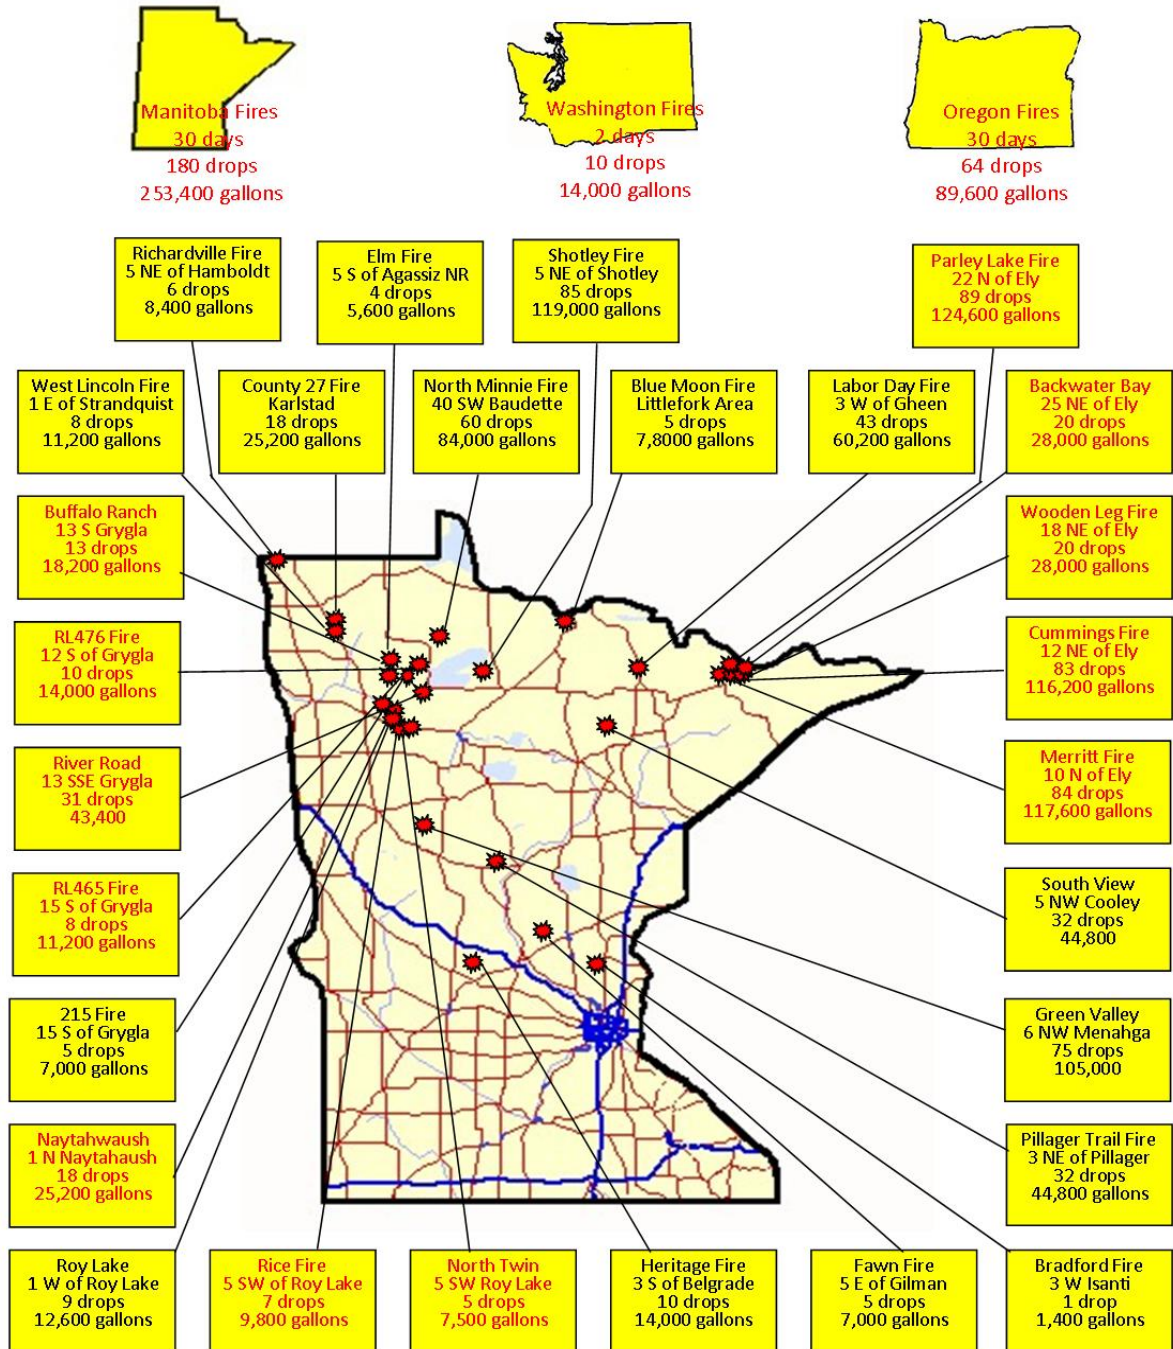 Manitoba Fires
30 days
180 drops
253,400 gallons
Washington Fires
2 days
10 drops
14,000 gallons
Oregon Fires
30 days
64 drops
89,600 gallons
Richardville Fire
5 NE of Hamboldt
6 drops
8,400 gallons
Elm Fire
5 S of Agassiz NR
4 drops
5,600 gallons
Shotley Fire
5 NE of Shotley
85 drops
119,000 gallons
Parley Lake Fire
22 N of Ely
89 drops
124,600 gallons
West Lincoln Fire
1 E of Strandquist
8 drops
11,200 gallons
County 27 Fire
Karlstad
18 drops
25,200 gallons
North Minnie Fire
40 SW Baudette
60 drops
84,000 gallons
Blue Moon Fire
Littlefork Area
5 drops
7,8000 gallons
Labor Day Fire
3 W of Gheen
43 drops
60,200 gallons
Backwater Bay
25 NE of Ely
20 drops
28,000 gallons
Buffalo Ranch
13 S Grygla
13 drops
18,200 gallons
Wooden Leg Fire
18 NE of Ely
20 drops
28,000 gallons
RL476 Fire
12 S of Grygla
10 drops
14,000 gallons
Cummings Fire
12 NE of Ely
83 drops
116,200 gallons
River Road
13 SSE Grygla
31 drops
43,400
Merritt Fire
10 N of Ely
84 drops
117,600 gallons
RL465 Fire
15 S of Grygla
8 drops
11,200 gallons
South View
5 NW Cooley
32 drops
44,800
215 Fire
15 S of Grygla
5 drops
7,000 gallons
Green Valley
6 NW Menahga
75 drops
105,000
Naytahwaush
1 N Naytahaush
18 drops
25,200 gallons
Pillager Trail Fire
3 NE of Pillager
32 drops
44,800 gallons
Roy Lake
1 W of Roy Lake
9 drops
12,600 gallons
Rice Fire
5 SW of Roy Lake
7 drops
9,800 gallons
North Twin
5 SW Roy Lake
5 drops
7,500 gallons
Heritage Fire
3 S of Belgrade
10 drops
14,000 gallons
Fawn Fire
5 E of Gilman
5 drops
7,000 gallons
Bradford Fire
3 W Isanti
1 drop
1,400 gallons